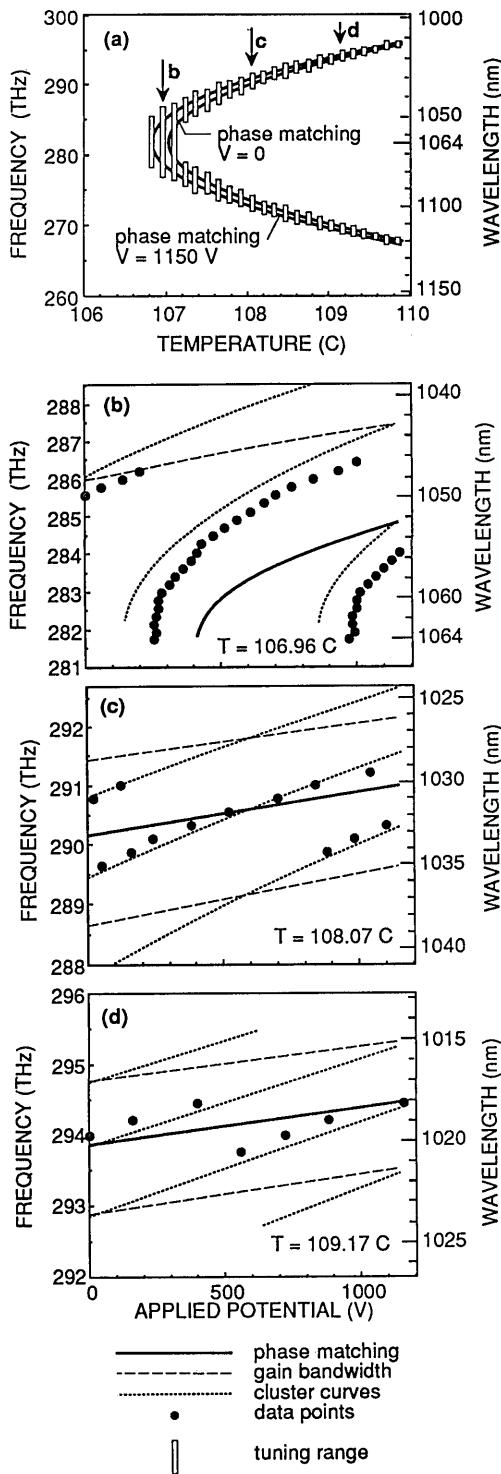 (a)
FREQUENCY (THz)
300
290
280
270
260
b
c
d
phase matching
V = 0
phase matching
V = 1150 V
1000
1050
1064
1100
1150
WAVELENGTH (nm)
106
107
108
109
110
TEMPERATURE (C)
(b)
FREQUENCY (THz)
288
287
286
285
284
283
282
281
1040
1050
1060
1064
WAVELENGTH (nm)
T = 106.96 C
(c)
FREQUENCY (THz)
292
291
290
289
288
1025
1030
1035
1040
WAVELENGTH (nm)
T = 108.07 C
(d)
FREQUENCY (THz)
296
295
294
293
292
1015
1020
1025
WAVELENGTH (nm)
T = 109.17 C
0
500
1000
APPLIED POTENTIAL (V)
phase matching
gain bandwidth
cluster curves
data points
tuning range